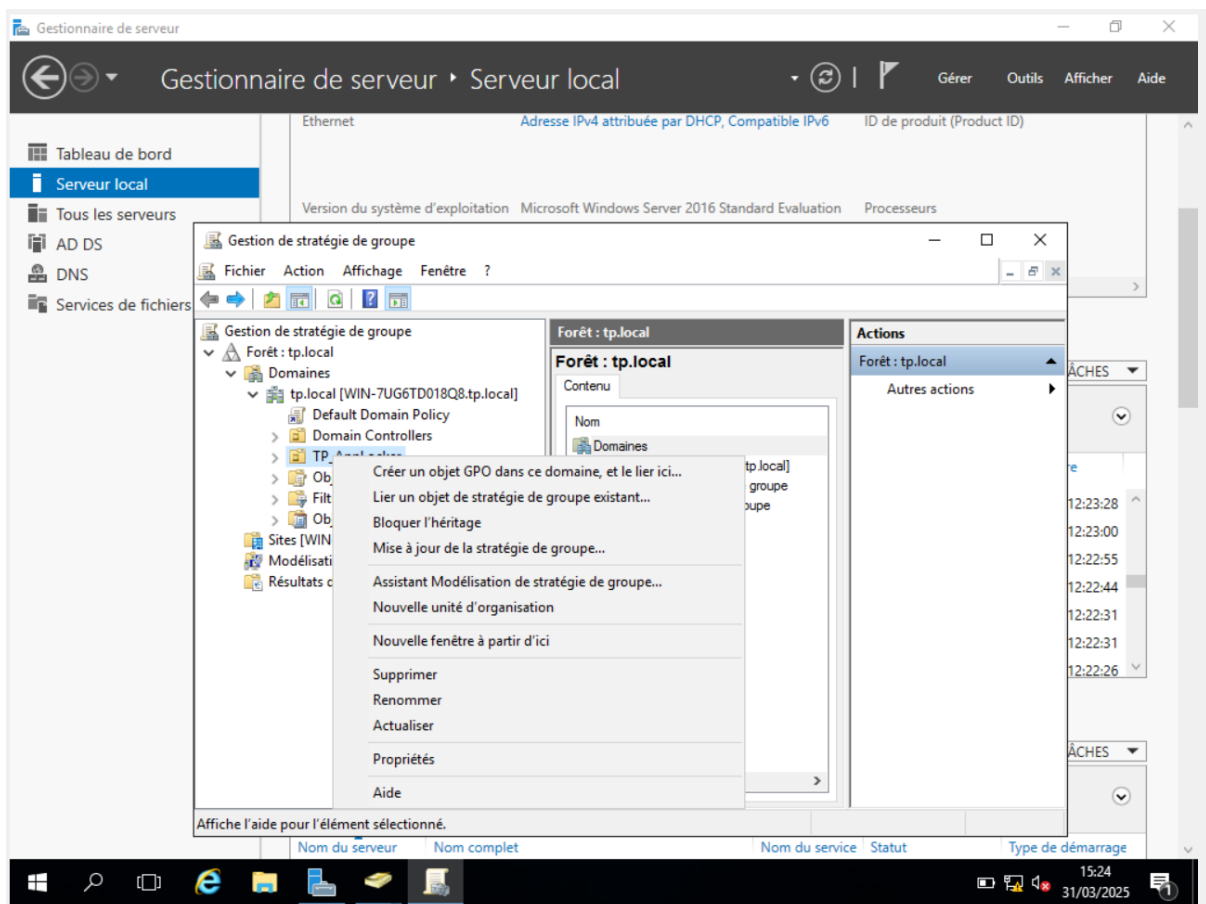 Gestionnaire de serveur
Gestionnaire de serveur ‣ Serveur local
Gérer Outils Afficher Aide
Ethernet Adresse IPv4 attribuée par DHCP, Compatible IPv6 ID de produit (Product ID)
Tableau de bord
Serveur local
Tous les serveurs
AD DS
DNS
Services de fichiers
Version du système d'exploitation Microsoft Windows Server 2016 Standard Evaluation Processeurs
Gestion de stratégie de groupe
Fichier Action Affichage Fenêtre ?
Gestion de stratégie de groupe
Forêt : tp.local
Domaines
tp.local [WIN-7UG6TD018Q8.tp.local]
Default Domain Policy
Domain Controllers
TP_AppLocker
Obj
Filt
Obj
Sites [WIN
Modélisati
Résultats d
Forêt : tp.local
Forêt : tp.local
Contenu
Nom
Domaines
tp.local]
groupe
oupe
Actions
Forêt : tp.local
Autres actions
Créer un objet GPO dans ce domaine, et le lier ici...
Lier un objet de stratégie de groupe existant...
Bloquer l'héritage
Mise à jour de la stratégie de groupe...
Assistant Modélisation de stratégie de groupe...
Nouvelle unité d'organisation
Nouvelle fenêtre à partir d'ici
Supprimer
Renommer
Actualiser
Propriétés
Aide
Affiche l'aide pour l'élément sélectionné.
ÂCHES
re
12:23:28
12:23:00
12:22:55
12:22:44
12:22:31
12:22:31
12:22:26
ÂCHES
Nom du serveur Nom complet Nom du service Statut Type de démarrage
15:24
31/03/2025
1